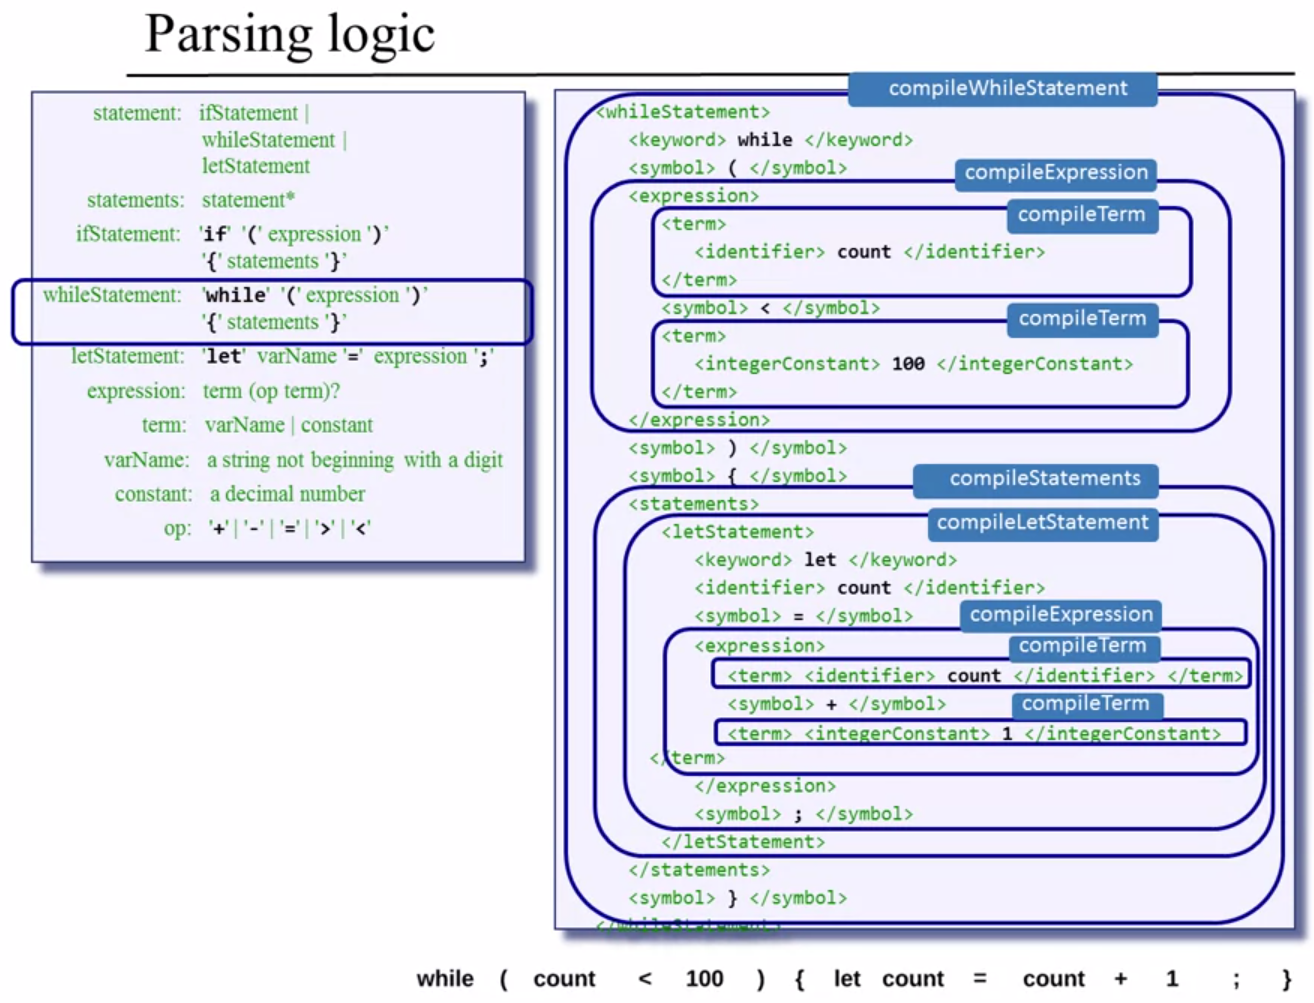 Parsing logic
statement: ifStatement |
whileStatement |
letStatement
statements: statement*
ifStatement: 'if' '(' expression ')'
'{' statements '}'
whileStatement: 'while' '(' expression ')'
'{' statements '}'
letStatement: 'let' varName '=' expression ';'
expression: term (op term)?
term: varName | constant
varName: a string not beginning with a digit
constant: a decimal number
op: '+' | '-' | '=' | '>' | '<'
compileWhileStatement
<whileStatement>
<keyword> while </keyword>
<symbol> ( </symbol>
compileExpression
<expression>
compileTerm
<term>
<identifier> count </identifier>
</term>
<symbol> < </symbol>
compileTerm
<term>
<integerConstant> 100 </integerConstant>
</term>
</expression>
<symbol> ) </symbol>
<symbol> { </symbol>
compileStatements
<statements>
compileLetStatement
<letStatement>
<keyword> let </keyword>
<identifier> count </identifier>
<symbol> = </symbol>
compileExpression
<expression>
compileTerm
<term> <identifier> count </identifier> </term>
<symbol> + </symbol>
compileTerm
<term> <integerConstant> 1 </integerConstant>
</term>
</expression>
<symbol> ; </symbol>
</letStatement>
</statements>
<symbol> } </symbol>
</whileStatement>
while ( count < 100 ) { let count = count + 1 ; }